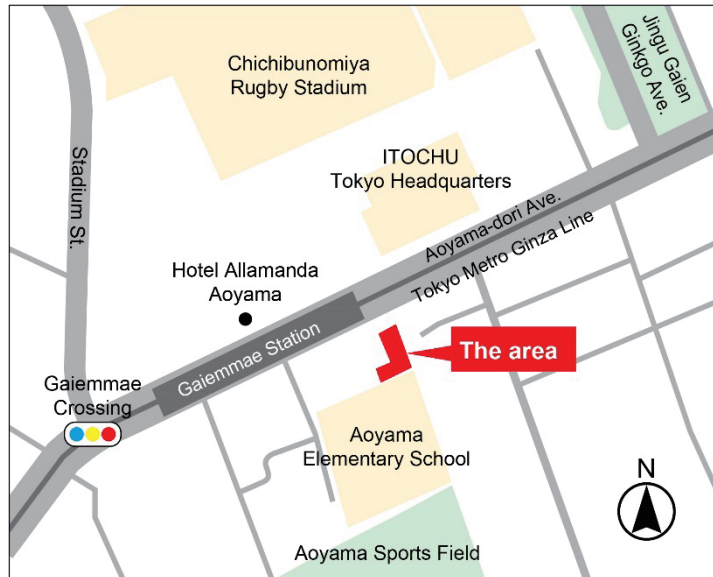 Jingu Gaien
Ginkgo Ave.
Chichibunomiya
Rugby Stadium
Stadium St.
ITOCHU
Tokyo Headquarters
Aoyama-dori Ave.
Tokyo Metro Ginza Line
Hotel Allamanda
Aoyama
Gaiemmae Station
The area
Gaiemmae
Crossing
Aoyama
Elementary School
N
Aoyama Sports Field